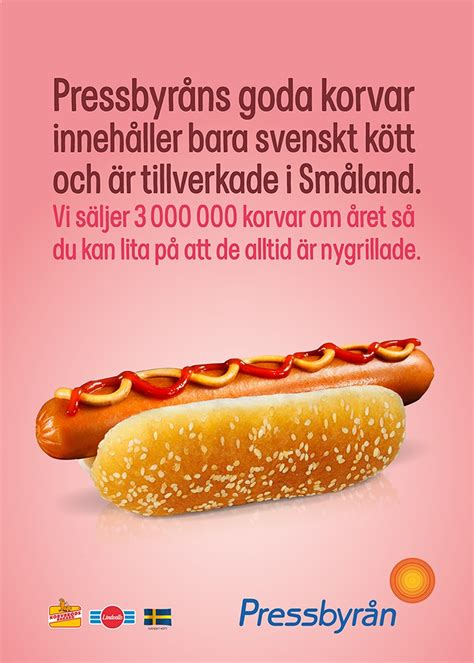 Pressbyråns goda korvar
innehåller bara svenskt kött
och är tillverkade i Småland.
Vi säljer 3 000 000 korvar om året så
du kan lita på att de alltid är nygrillade.
Lindvalls
Pressbyrån